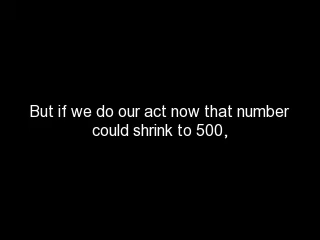 But if we do our act now that number
could shrink to 500,